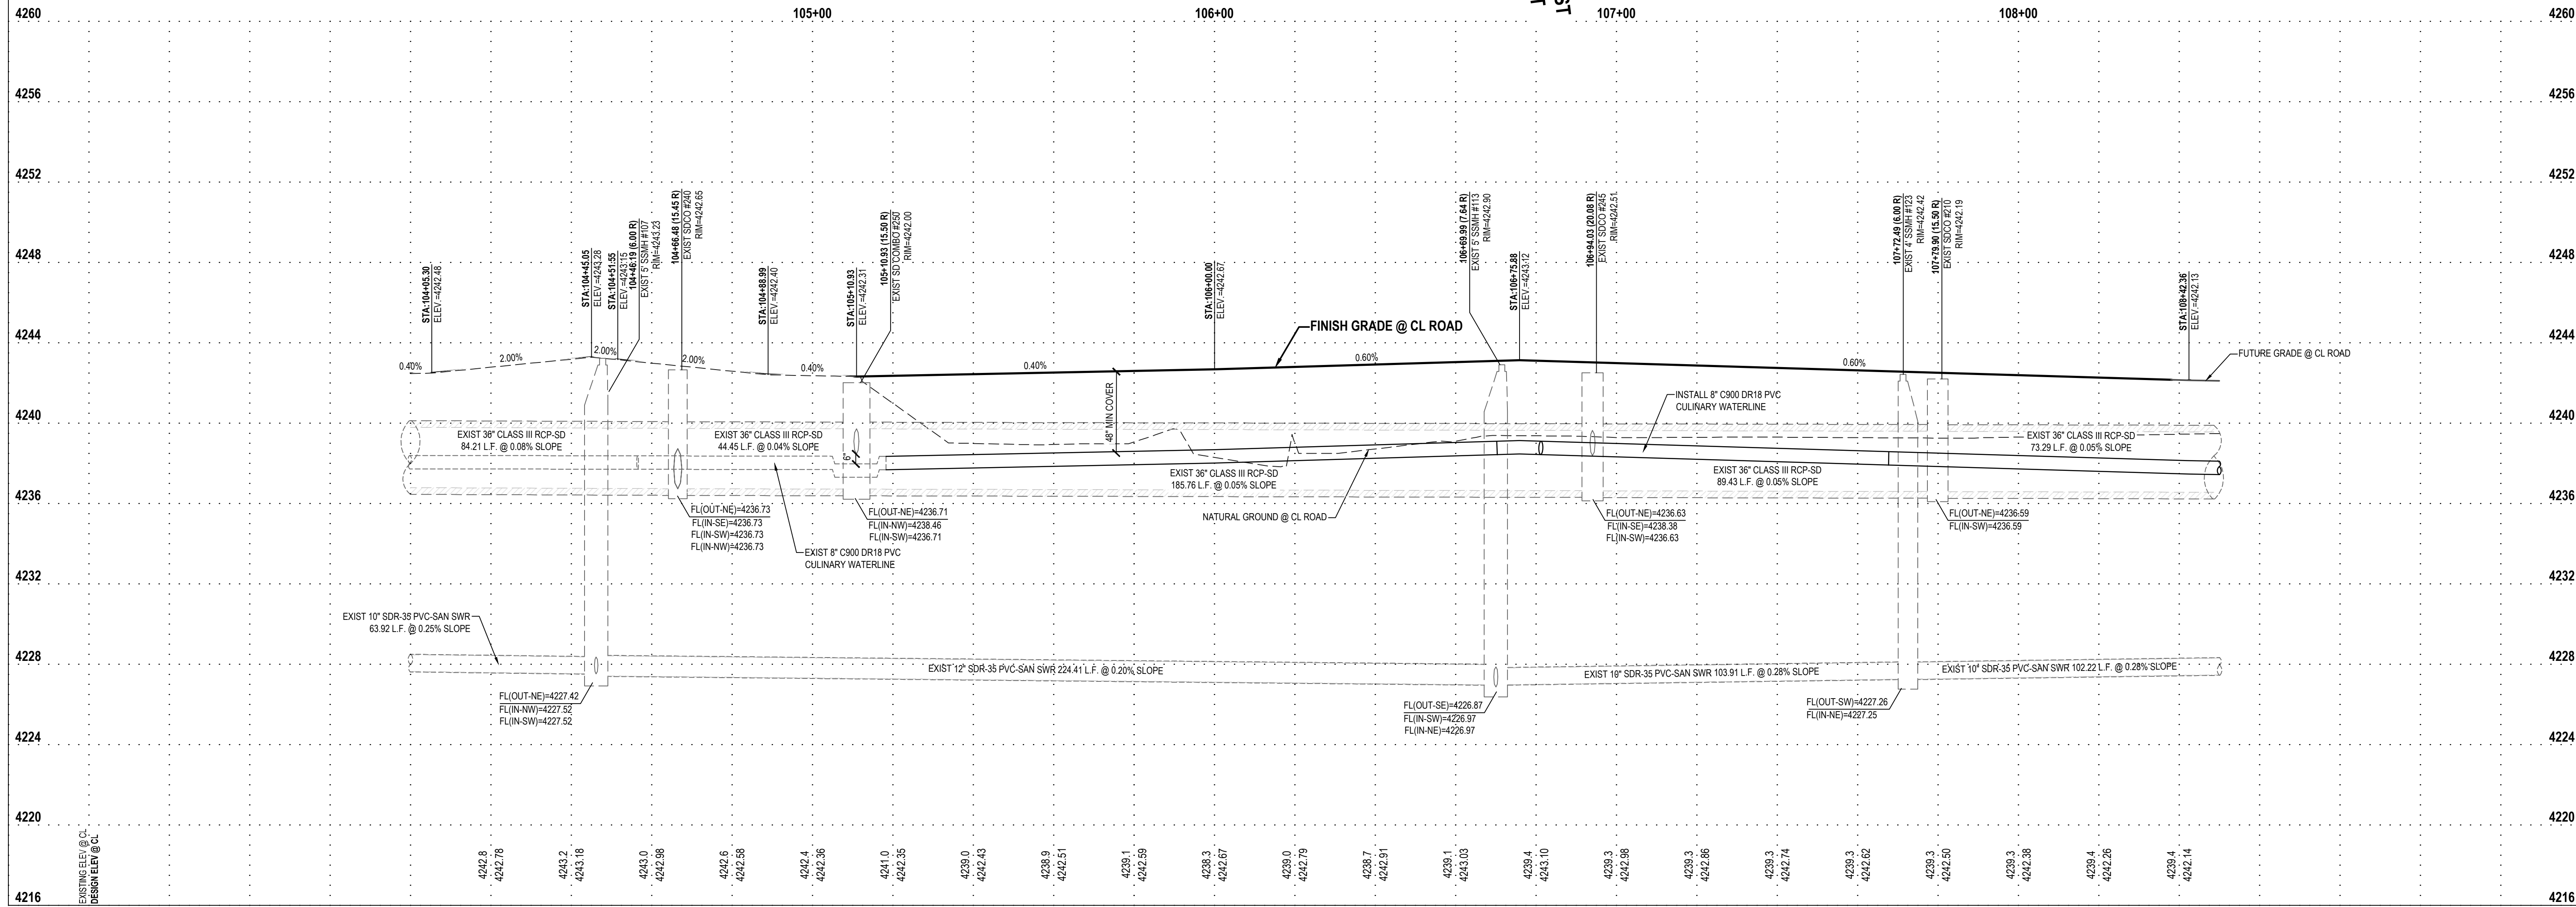 ST
T
4260
105+00
106+00
107+00
108+00
4260
4256
4256
4252
4252
4248
4248
4244
4244
4240
4240
4236
4236
4232
4232
4228
4228
4224
4224
4220
4220
4216
4216
STA:104+05.30
ELEV.=4242.48
STA:104+45.05
ELEV.=4243.28
STA:104+51.55
ELEV.=4243.15
104+46.19 (6.00 R)
EXIST 5' SSMH #107
RIM=4243.23
104+66.48 (15.45 R)
EXIST SDCO #240
RIM=4242.65
STA:104+88.99
ELEV.=4242.40
STA:105+10.93
ELEV.=4242.31
105+10.93 (15.50 R)
EXIST SD COMBO #250
RIM=4242.00
STA:106+00.00
ELEV.=4242.67
106+69.99 (7.64 R)
EXIST 5' SSMH #113
RIM=4242.90
STA:106+75.88
ELEV.=4243.12
106+94.03 (20.08 R)
EXIST SDCO #245
RIM=4242.51
107+72.49 (6.00 R)
EXIST 4' SSMH #123
RIM=4242.42
107+79.90 (15.50 R)
EXIST SDCO #210
RIM=4242.19
STA:108+42.36
ELEV.=4242.13
0.40%
2.00%
2.00%
2.00%
0.40%
0.40%
FINISH GRADE @ CL ROAD
0.60%
0.60%
FUTURE GRADE @ CL ROAD
48" MIN COVER
6"
INSTALL 8" C900 DR18 PVC
CULINARY WATERLINE
EXIST 36" CLASS III RCP-SD
84.21 L.F. @ 0.08% SLOPE
EXIST 36" CLASS III RCP-SD
44.45 L.F. @ 0.04% SLOPE
EXIST 36" CLASS III RCP-SD
185.76 L.F. @ 0.05% SLOPE
EXIST 36" CLASS III RCP-SD
89.43 L.F. @ 0.05% SLOPE
EXIST 36" CLASS III RCP-SD
73.29 L.F. @ 0.05% SLOPE
FL(OUT-NE)=4236.73
FL(IN-SE)=4236.73
FL(IN-SW)=4236.73
FL(IN-NW)=4236.73
FL(OUT-NE)=4236.71
FL(IN-NW)=4238.46
FL(IN-SW)=4236.71
NATURAL GROUND @ CL ROAD
FL(OUT-NE)=4236.63
FL(IN-SE)=4238.38
FL(IN-SW)=4236.63
FL(OUT-NE)=4236.59
FL(IN-SW)=4236.59
EXIST 8" C900 DR18 PVC
CULINARY WATERLINE
EXIST 10" SDR-35 PVC-SAN SWR
63.92 L.F. @ 0.25% SLOPE
EXIST 12" SDR-35 PVC-SAN SWR 224.41 L.F. @ 0.20% SLOPE
EXIST 10" SDR-35 PVC-SAN SWR 103.91 L.F. @ 0.28% SLOPE
EXIST 10" SDR-35 PVC-SAN SWR 102.22 L.F. @ 0.28% SLOPE
FL(OUT-NE)=4227.42
FL(IN-NW)=4227.52
FL(IN-SW)=4227.52
FL(OUT-SE)=4226.87
FL(IN-SW)=4226.97
FL(IN-NE)=4226.97
FL(OUT-SW)=4227.26
FL(IN-NE)=4227.25
EXISTING ELEV @ CL
DESIGN ELEV @ CL
4242.8
4242.78
4243.2
4243.18
4243.0
4242.98
4242.6
4242.58
4242.4
4242.36
4241.0
4242.35
4239.0
4242.43
4238.9
4242.51
4239.1
4242.59
4238.3
4242.67
4239.0
4242.79
4238.7
4242.91
4239.1
4243.03
4239.4
4243.10
4239.3
4242.98
4239.3
4242.86
4239.3
4242.74
4239.3
4242.62
4239.3
4242.50
4239.3
4242.38
4239.4
4242.26
4239.4
4242.14